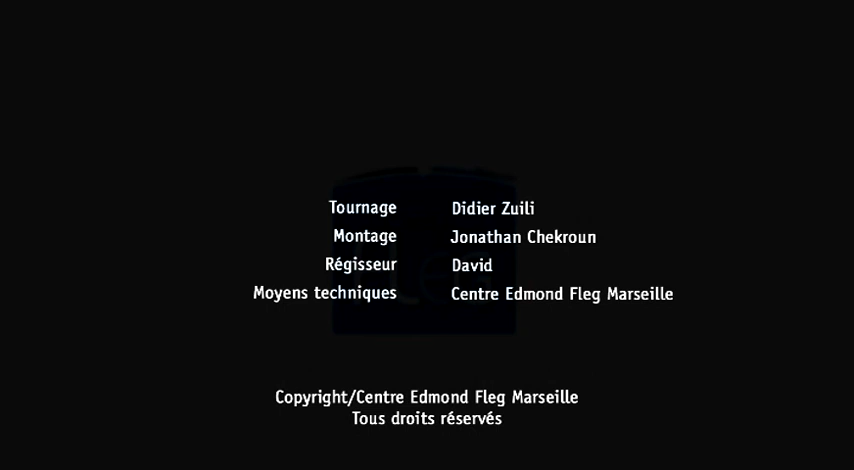 Tournage Didier Zuili
Montage Jonathan Chekroun
Régisseur David
Moyens techniques Centre Edmond Fleg Marseille
Copyright/Centre Edmond Fleg Marseille
Tous droits réservés